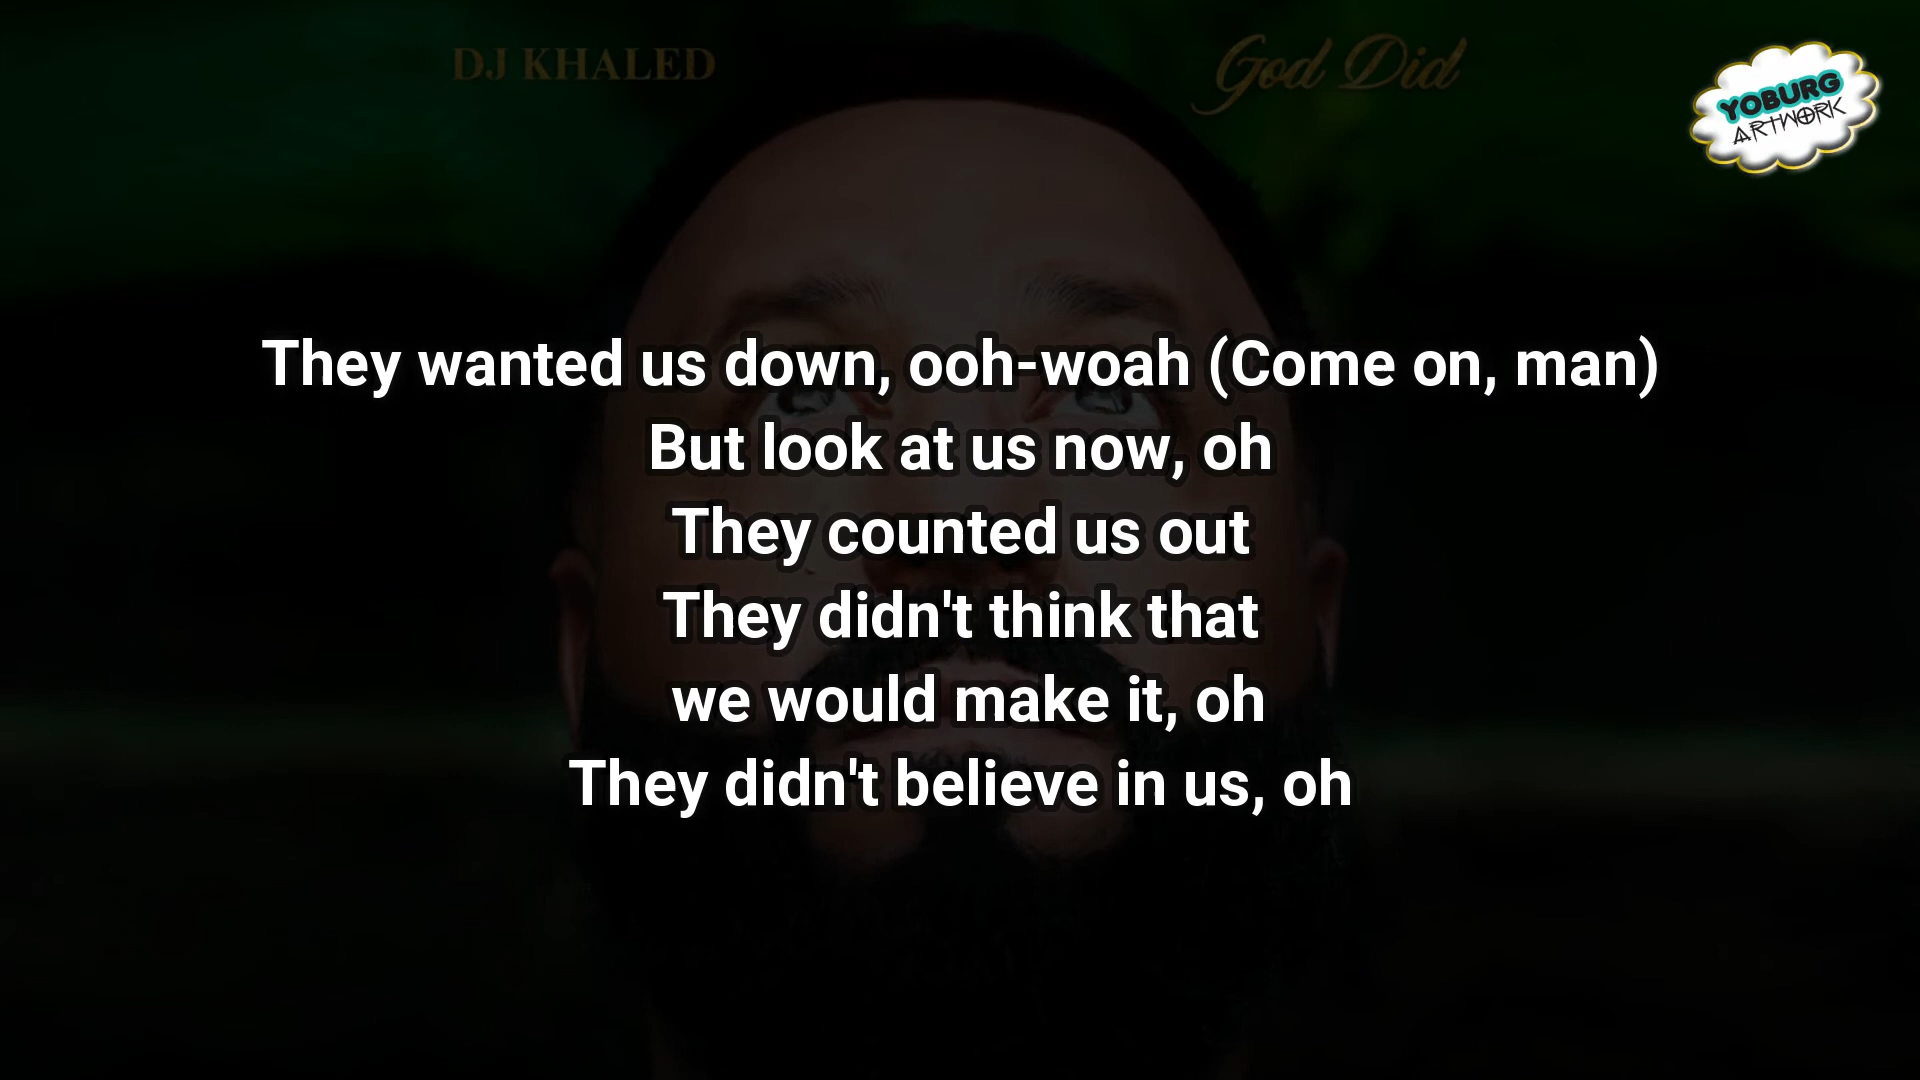 DJ KHALED
God Did
YOBURG
ARTWORK
They wanted us down, ooh-woah (Come on, man)
But look at us now, oh
They counted us out
They didn't think that
we would make it, oh
They didn't believe in us, oh